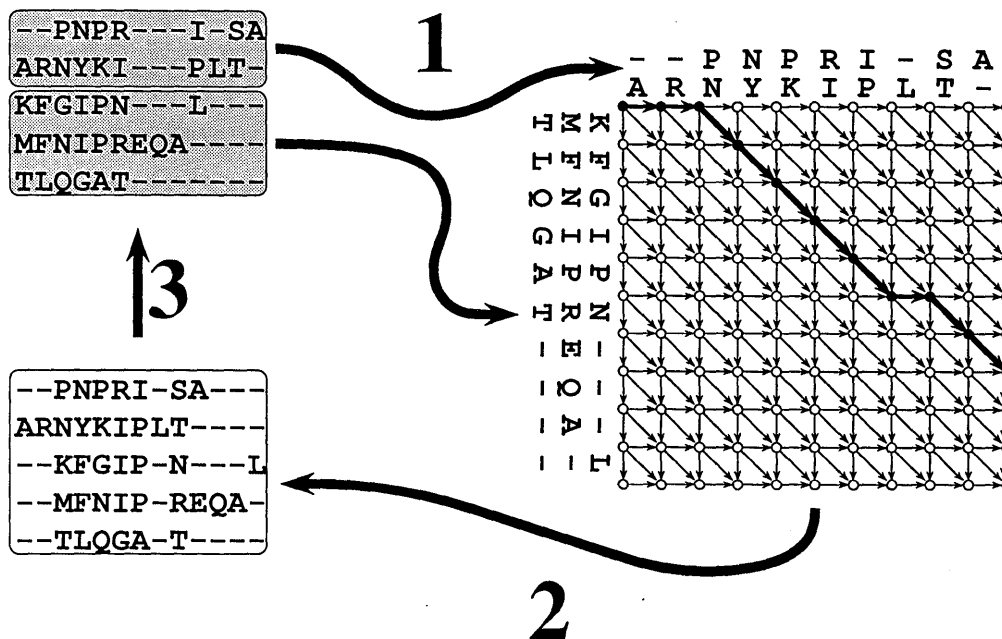 --PNPR---I-SA
ARNYKI---PLT-
KFGIPN---L---
MFNIPREQA----
TLQGAT-------
1
- - P N P R I - S A
A R N Y K I P L T -
K F G I P N - - - L
M F N I P R E Q A -
T L Q G A T - - - -
3
--PNPRI-SA---
ARNYKIPLT----
--KFGIP-N---L
--MFNIP-REQA-
--TLQGA-T----
2